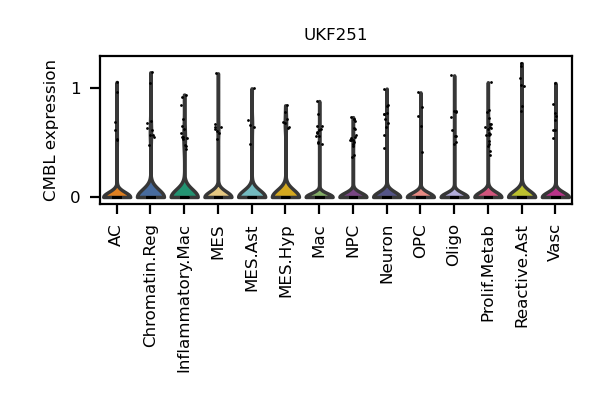 UKF251
CMBL expression
1
0
AC
Chromatin.Reg
Inflammatory.Mac
MES
MES.Ast
MES.Hyp
Mac
NPC
Neuron
OPC
Oligo
Prolif.Metab
Reactive.Ast
Vasc